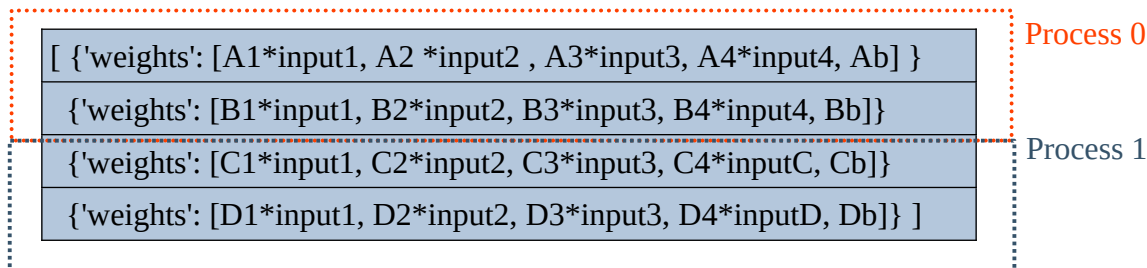 Process 0
[ {'weights': [A1*input1, A2 *input2 , A3*input3, A4*input4, Ab] }
{'weights': [B1*input1, B2*input2, B3*input3, B4*input4, Bb]}
Process 1
{'weights': [C1*input1, C2*input2, C3*input3, C4*inputC, Cb]}
{'weights': [D1*input1, D2*input2, D3*input3, D4*inputD, Db]} ]